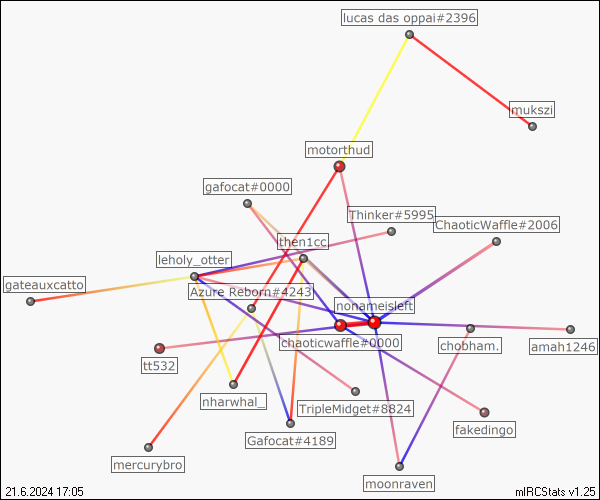 lucas das oppai#2396
mukszi
motorthud
gafocat#0000
Thinker#5995
ChaoticWaffle#2006
then1cc
leholy_otter
gateauxcatto
Azure Reborn#4243
nonameisleft
chaoticwaffle#0000
chobham.
amah1246
tt532
nharwhal_
TripleMidget#8824
fakedingo
Gafocat#4189
mercurybro
moonraven
21.6.2024 17:05
mIRCStats v1.25